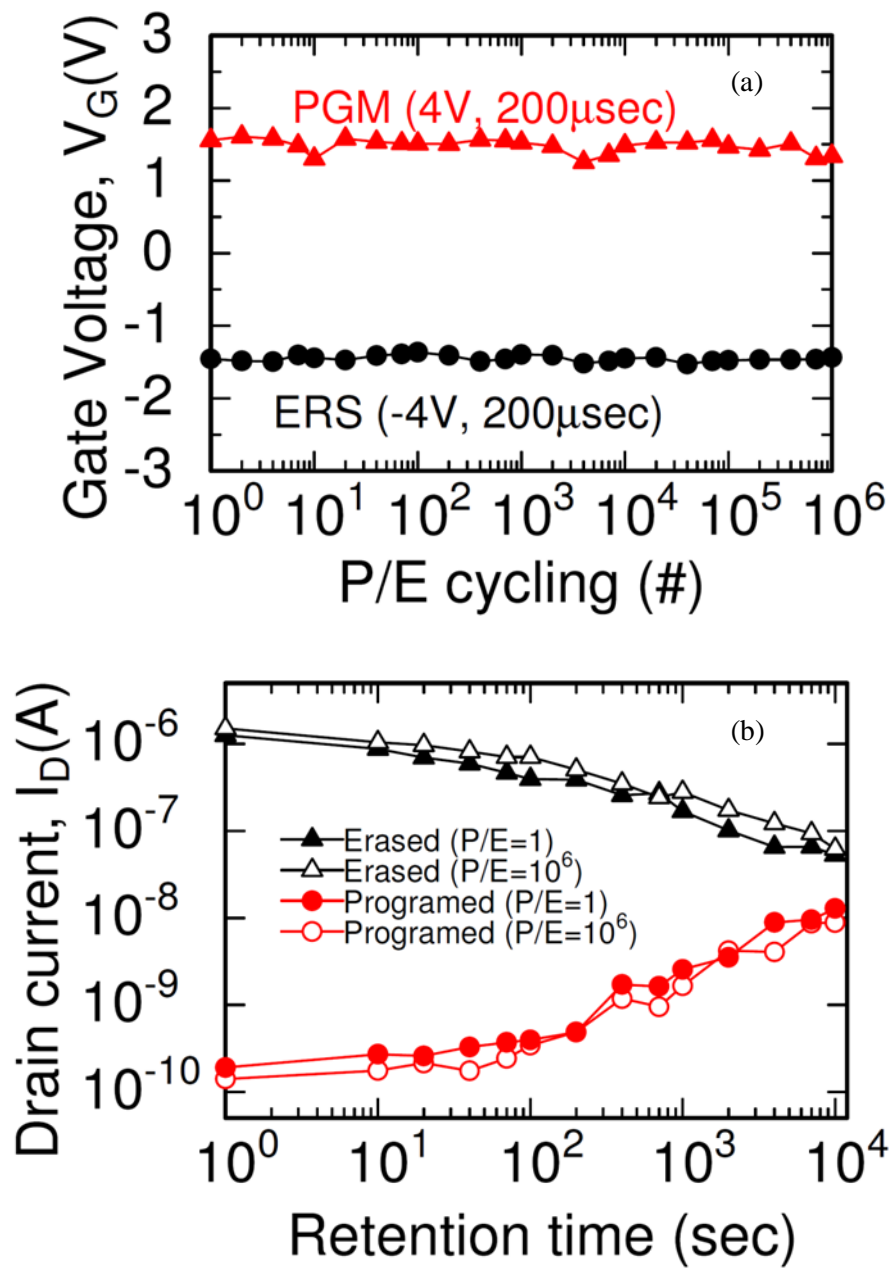 (a)
Gate Voltage, V_G(V)
3
2
1
0
-1
-2
-3
PGM (4V, 200μsec)
ERS (-4V, 200μsec)
10^0 10^1 10^2 10^3 10^4 10^5 10^6
P/E cycling (#)
(b)
Drain current, I_D(A)
10^-6
10^-7
10^-8
10^-9
10^-10
Erased (P/E=1)
Erased (P/E=10^6)
Programed (P/E=1)
Programed (P/E=10^6)
10^0 10^1 10^2 10^3 10^4
Retention time (sec)